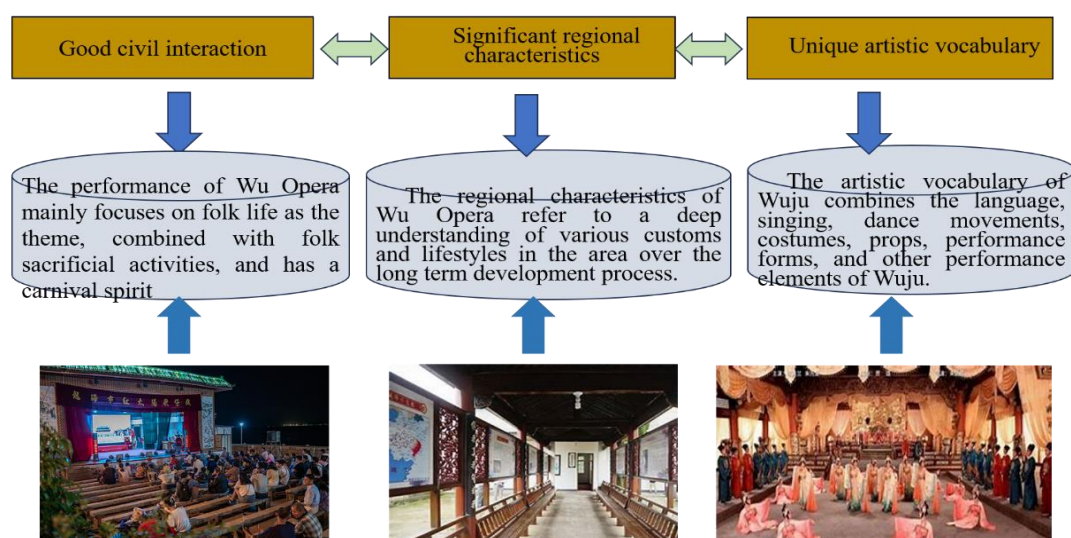 Good civil interaction
Significant regional
characteristics
Unique artistic vocabulary
The performance of Wu Opera
mainly focuses on folk life as the
theme, combined with folk
sacrificial activities, and has a
carnival spirit
The regional characteristics of
Wu Opera refer to a deep
understanding of various customs
and lifestyles in the area over the
long term development process.
The artistic vocabulary of
Wuju combines the language,
singing, dance movements,
costumes, props, performance
forms, and other performance
elements of Wuju.